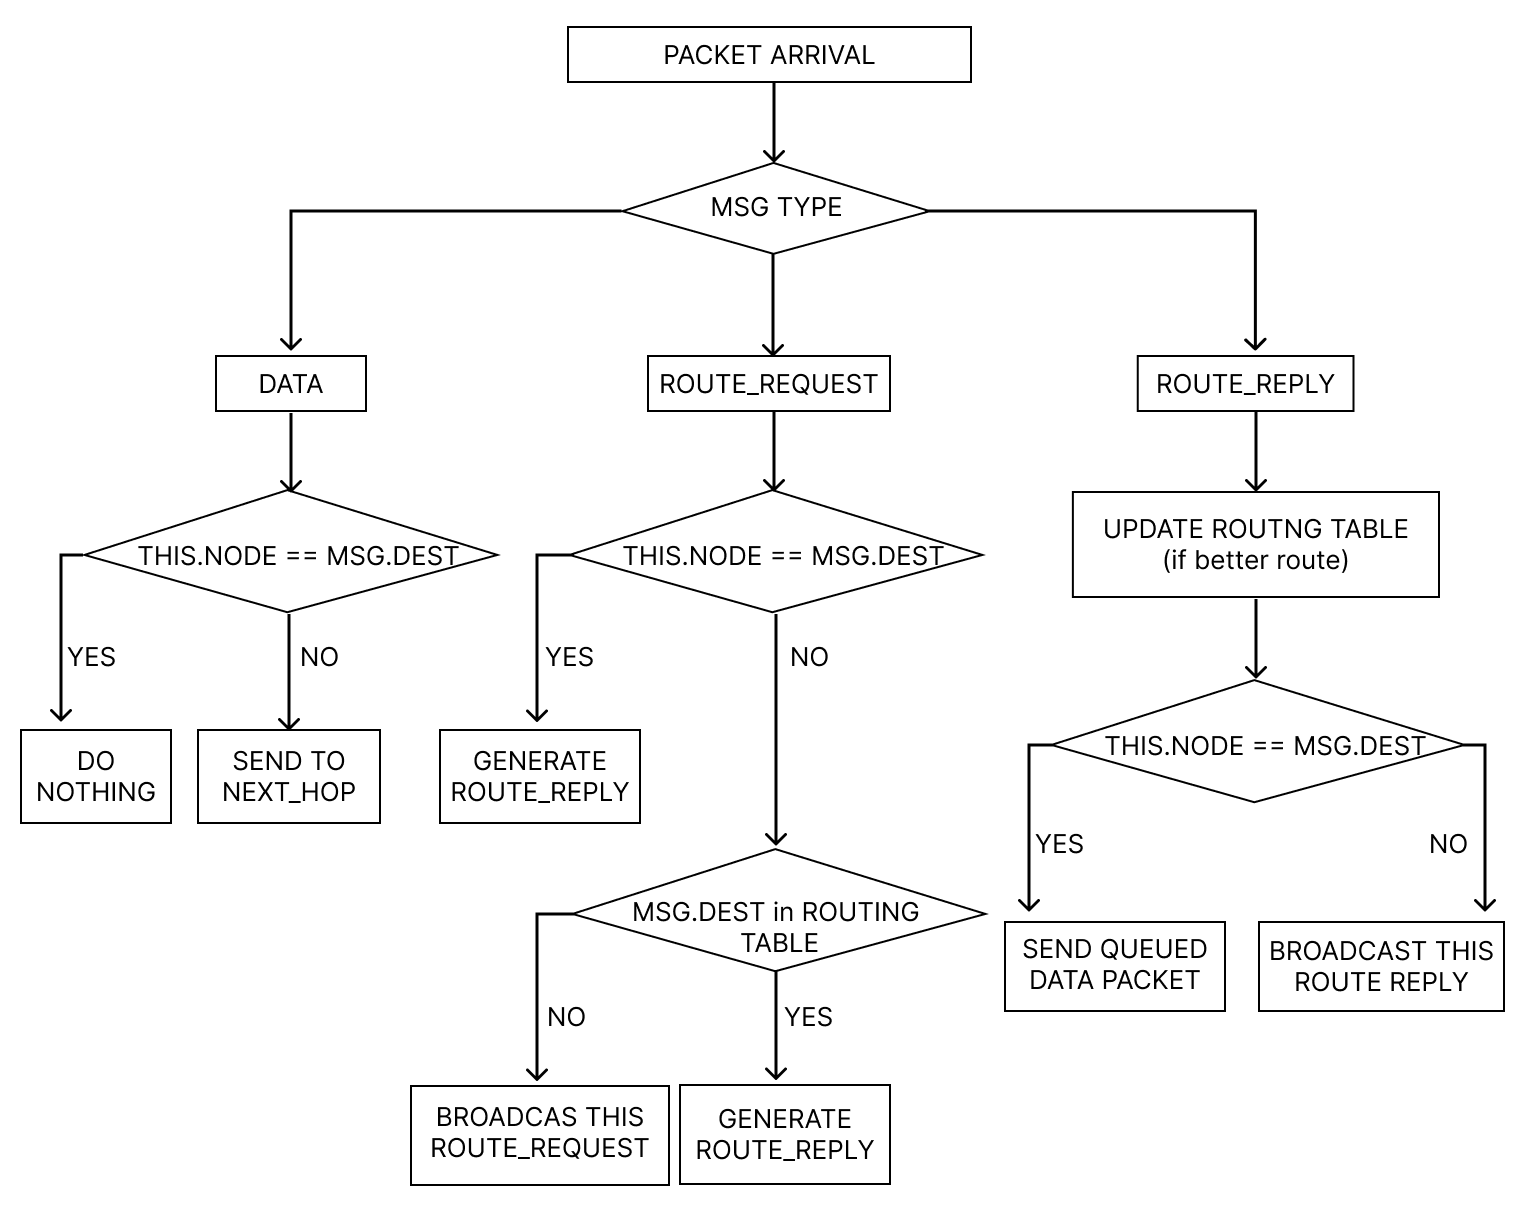 PACKET ARRIVAL
MSG TYPE
DATA
ROUTE_REQUEST
ROUTE_REPLY
THIS.NODE == MSG.DEST
THIS.NODE == MSG.DEST
UPDATE ROUTNG TABLE
(if better route)
YES
NO
YES
NO
DO
NOTHING
SEND TO
NEXT_HOP
GENERATE
ROUTE_REPLY
THIS.NODE == MSG.DEST
YES
NO
MSG.DEST in ROUTING
TABLE
SEND QUEUED
DATA PACKET
BROADCAST THIS
ROUTE REPLY
NO
YES
BROADCAS THIS
ROUTE_REQUEST
GENERATE
ROUTE_REPLY